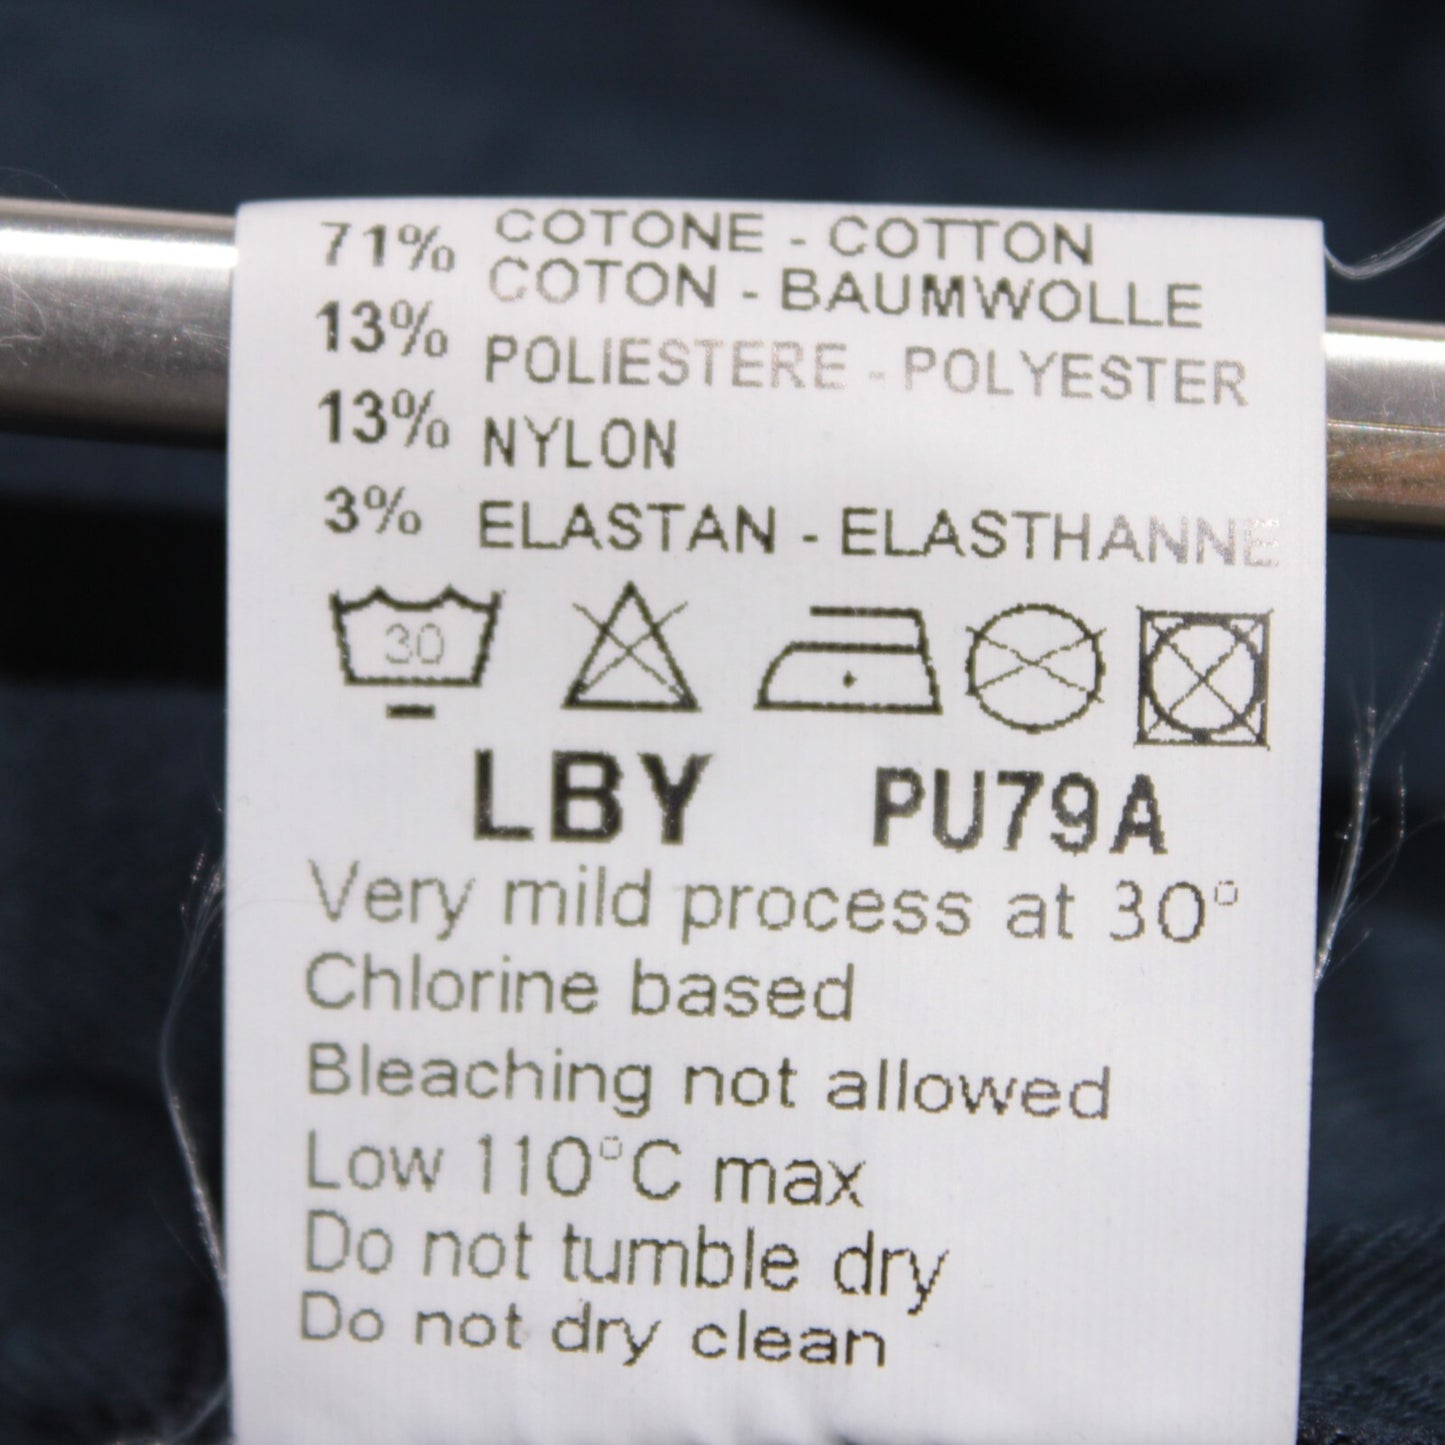 71% COTONE - COTTON
COTON - BAUMWOLLE
13% POLIESTERE - POLYESTER
13% NYLON
3% ELASTAN - ELASTHANNE
30
LBY PU79A
Very mild process at 30°
Chlorine based
Bleaching not allowed
Low 110°C max
Do not tumble dry
Do not dry clean